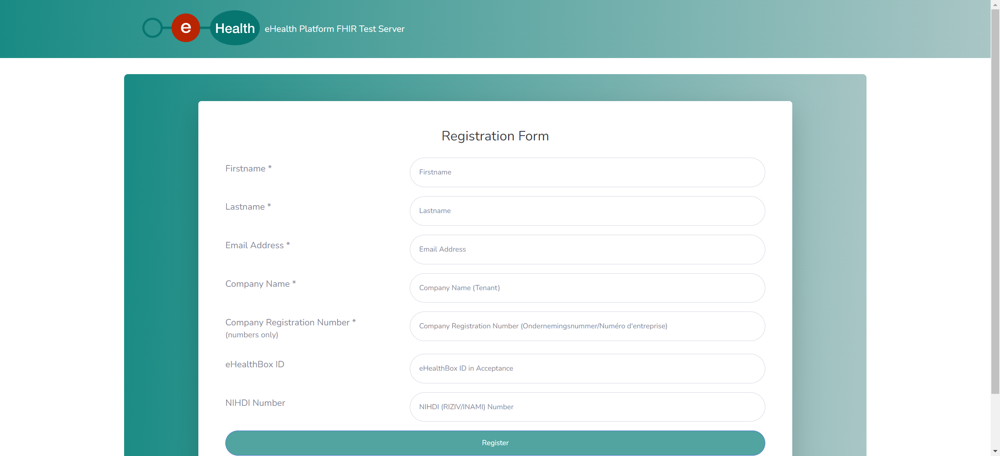 e Health eHealth Platform FHIR Test Server
Registration Form
Firstname *
Firstname
Lastname *
Lastname
Email Address *
Email Address
Company Name *
Company Name (Tenant)
Company Registration Number *
(numbers only)
Company Registration Number (Ondernemingsnummer/Numéro d'entreprise)
eHealthBox ID
eHealthBox ID in Acceptance
NIHDI Number
NIHDI (RIZIV/INAMI) Number
Register